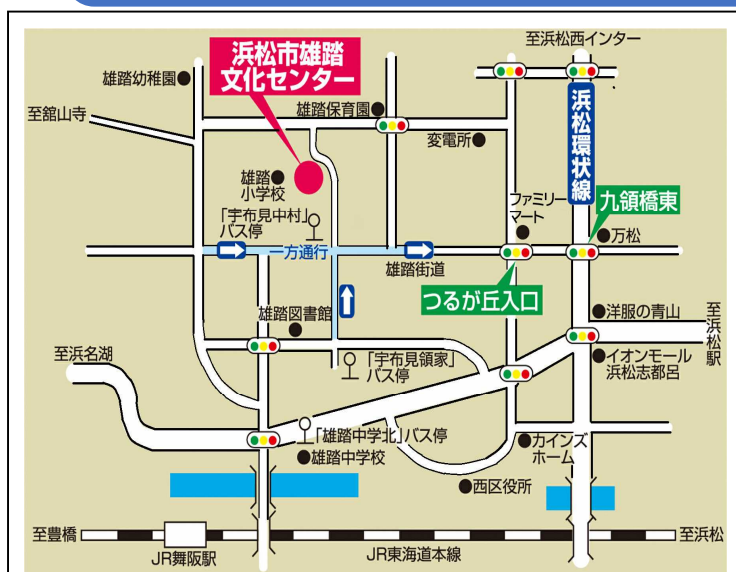 至浜松西インター
浜松市雄踏
文化センター
雄踏幼稚園
至舘山寺
雄踏保育園
変電所
浜松環状線
雄踏
小学校
ファミリー
マート
九領橋東
「宇布見中村」
バス停
万松
一方通行
雄踏街道
つるが丘入口
雄踏図書館
洋服の青山
至浜松駅
至浜名湖
「宇布見領家」
バス停
イオンモール
浜松志都呂
「雄踏中学北」バス停
雄踏中学校
カインズ
ホーム
西区役所
至豊橋
至浜松
JR舞阪駅
JR東海道本線